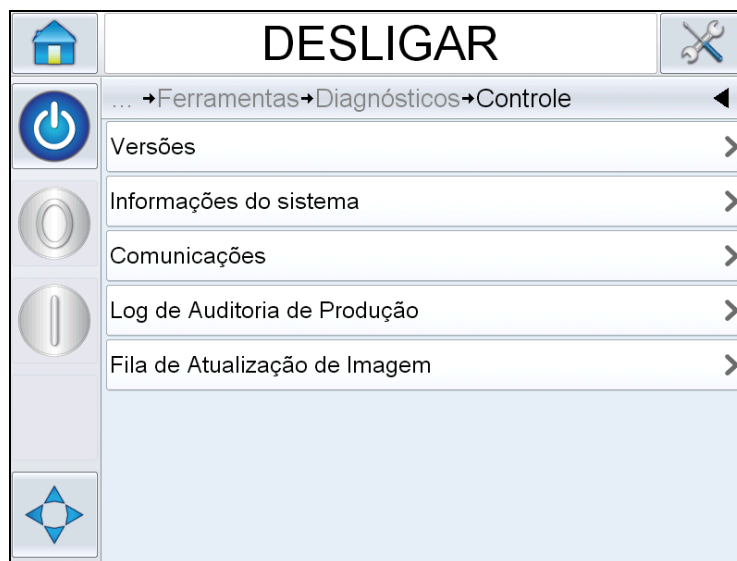 DESLIGAR
... →Ferramentas→Diagnósticos→Controle
Versões
Informações do sistema
Comunicações
Log de Auditoria de Produção
Fila de Atualização de Imagem